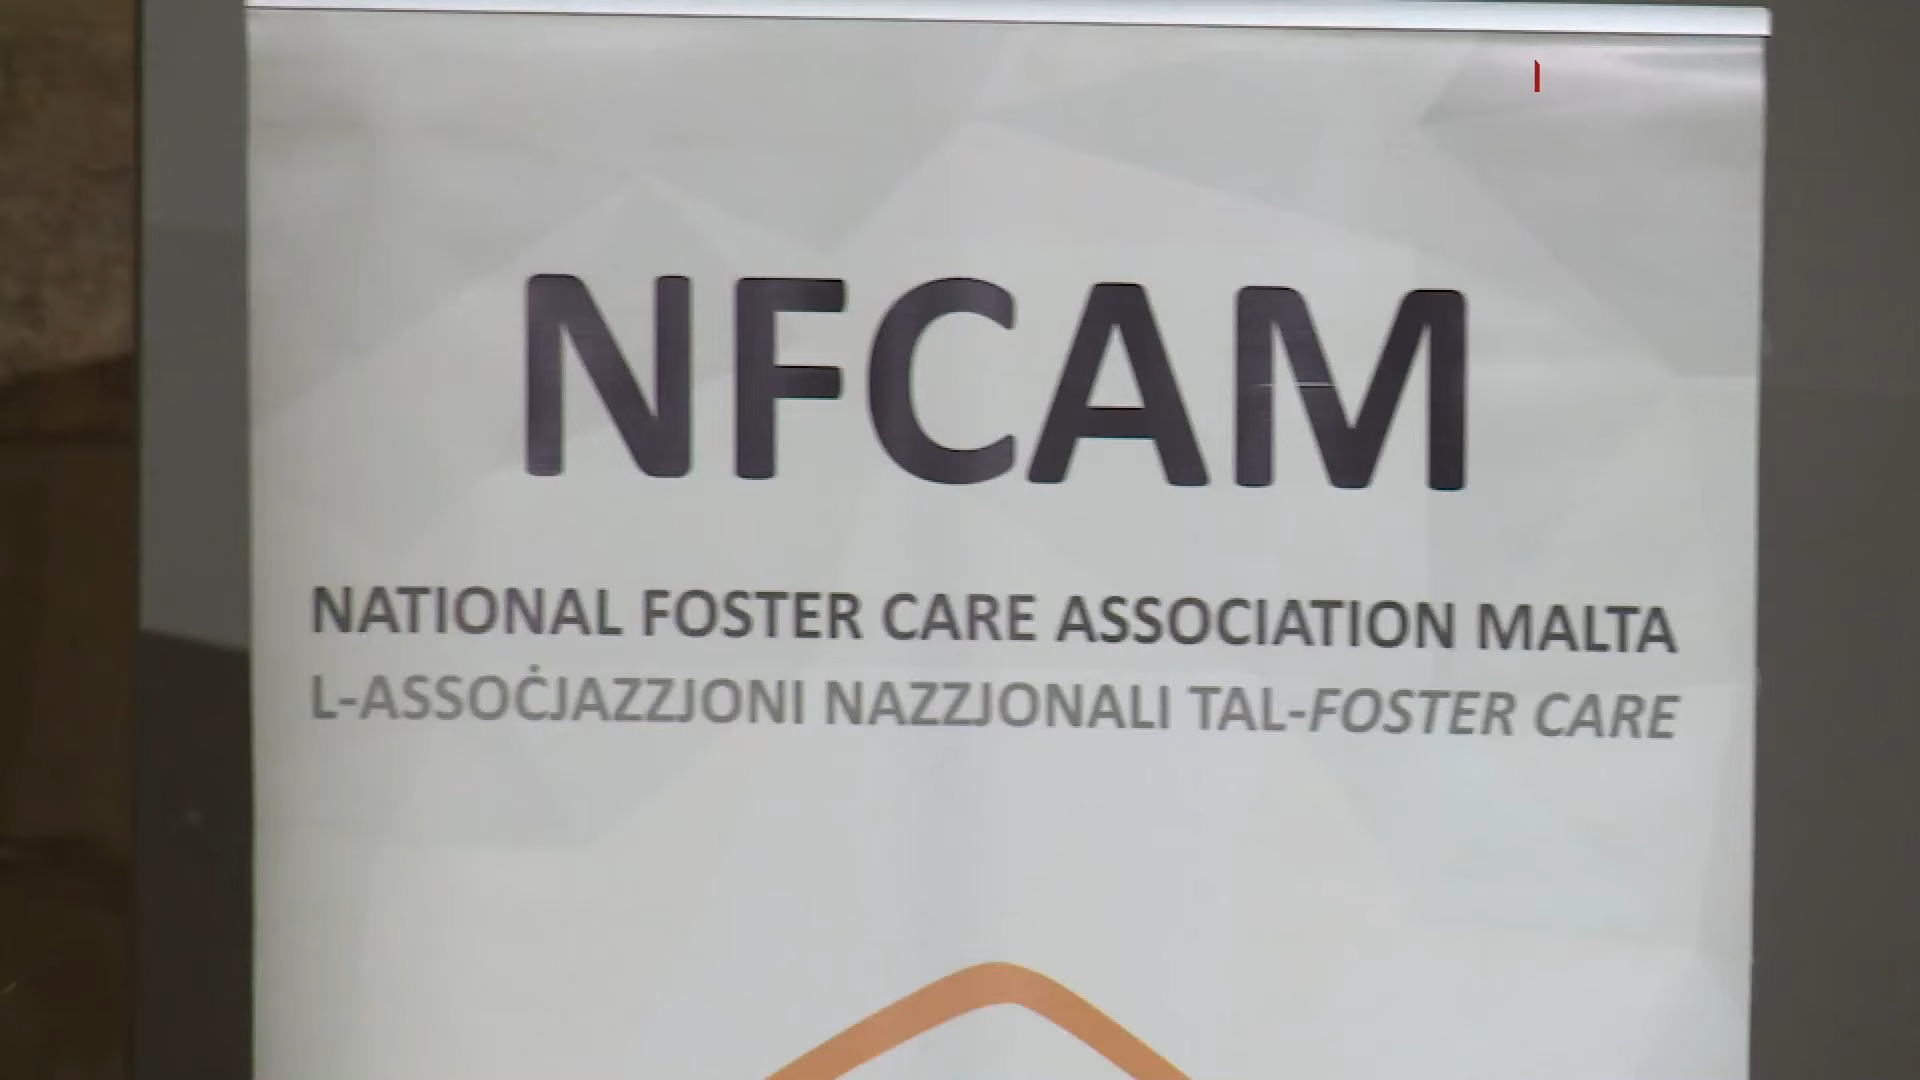 NFCAM
NATIONAL FOSTER CARE ASSOCIATION MALTA
L-ASSOĊJAZZJONI NAZZJONALI TAL-FOSTER CARE